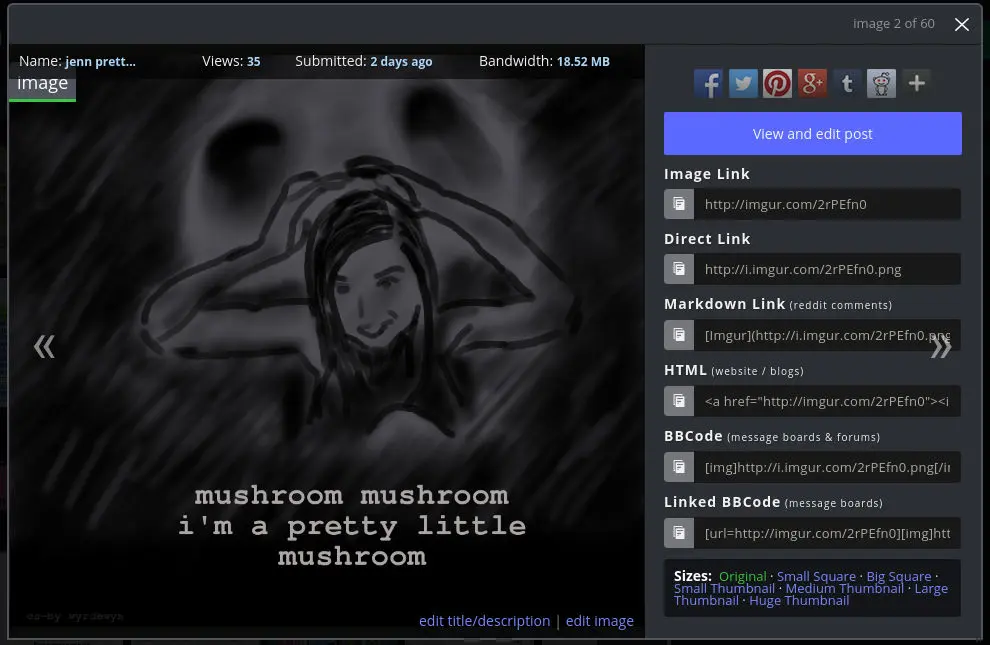 image 2 of 60
Name: jenn prett...
Views: 35
Submitted: 2 days ago
Bandwidth: 18.52 MB
image
mushroom mushroom
i'm a pretty little
mushroom
edit title/description | edit image
View and edit post
Image Link
http://imgur.com/2rPEfn0
Direct Link
http://i.imgur.com/2rPEfn0.png
Markdown Link (reddit comments)
[Imgur](http://i.imgur.com/2rPEfn0.png
HTML (website / blogs)
<a href="http://imgur.com/2rPEfn0"><i
BBCode (message boards & forums)
[img]http://i.imgur.com/2rPEfn0.png[/i
Linked BBCode (message boards)
[url=http://imgur.com/2rPEfn0][img]htt
Sizes: Original · Small Square · Big Square ·
Small Thumbnail · Medium Thumbnail · Large
Thumbnail · Huge Thumbnail